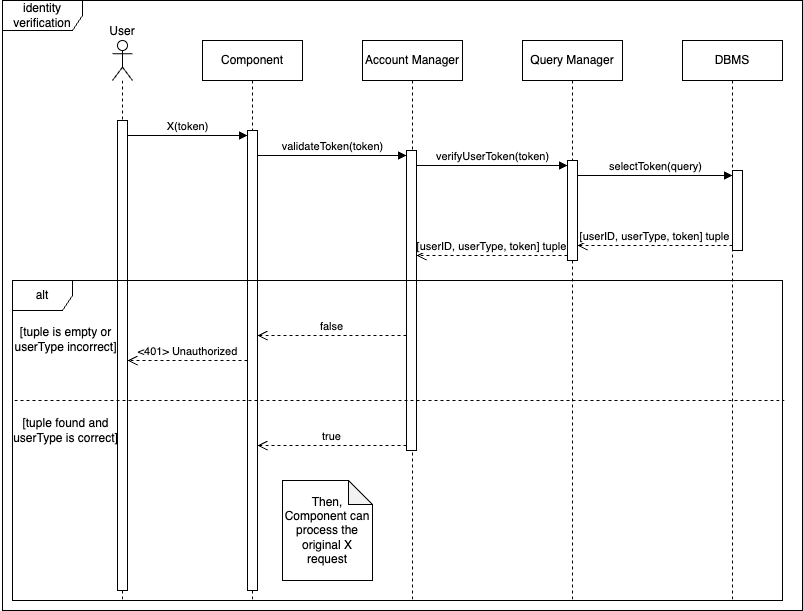 identity
verification
User
Component
Account Manager
Query Manager
DBMS
X(token)
validateToken(token)
verifyUserToken(token)
selectToken(query)
[userID, userType, token] tuple
[userID, userType, token] tuple
alt
[tuple is empty or
userType incorrect]
false
<401> Unauthorized
[tuple found and
userType is correct]
true
Then,
Component can
process the
original X
request